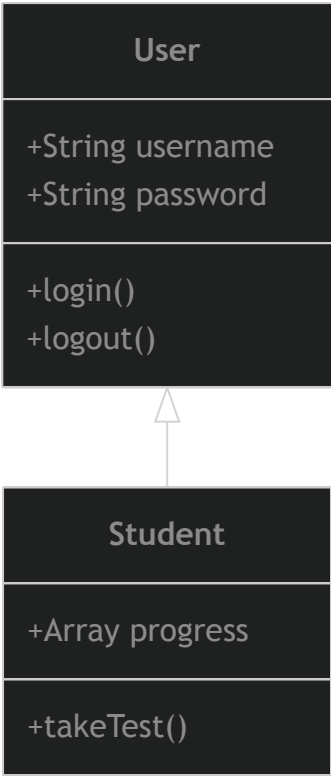 User
+String username
+String password
+login()
+logout()
Student
+Array progress
+takeTest()